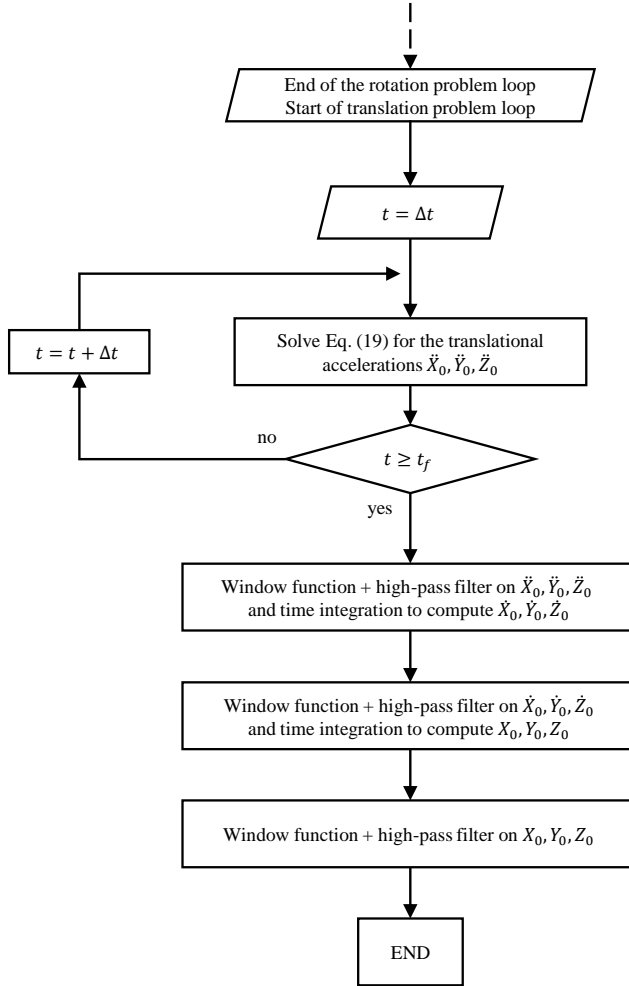 End of the rotation problem loop
Start of translation problem loop
t = Δt
Solve Eq. (19) for the translational
accelerations Ẍ₀, Ÿ₀, Z̈₀
t = t + Δt
no
t ≥ t_f
yes
Window function + high-pass filter on Ẍ₀, Ÿ₀, Z̈₀
and time integration to compute Ẋ₀, Ẏ₀, Ż₀
Window function + high-pass filter on Ẋ₀, Ẏ₀, Ż₀
and time integration to compute X₀, Y₀, Z₀
Window function + high-pass filter on X₀, Y₀, Z₀
END